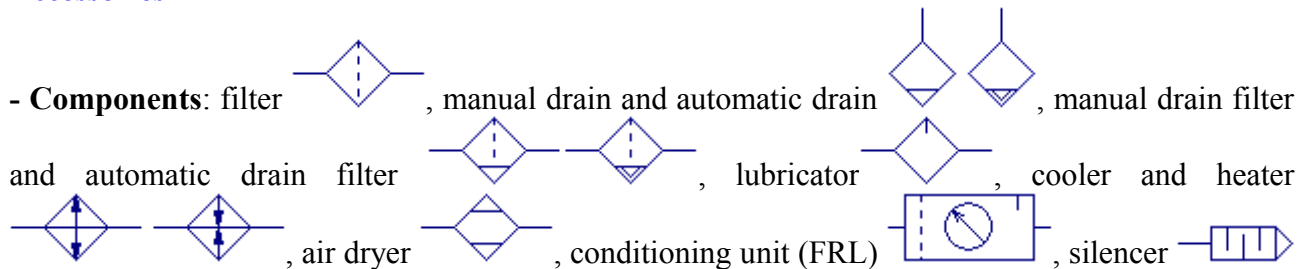 - Components: filter , manual drain and automatic drain , manual drain filter
and automatic drain filter , lubricator , cooler and heater
, air dryer , conditioning unit (FRL) , silencer